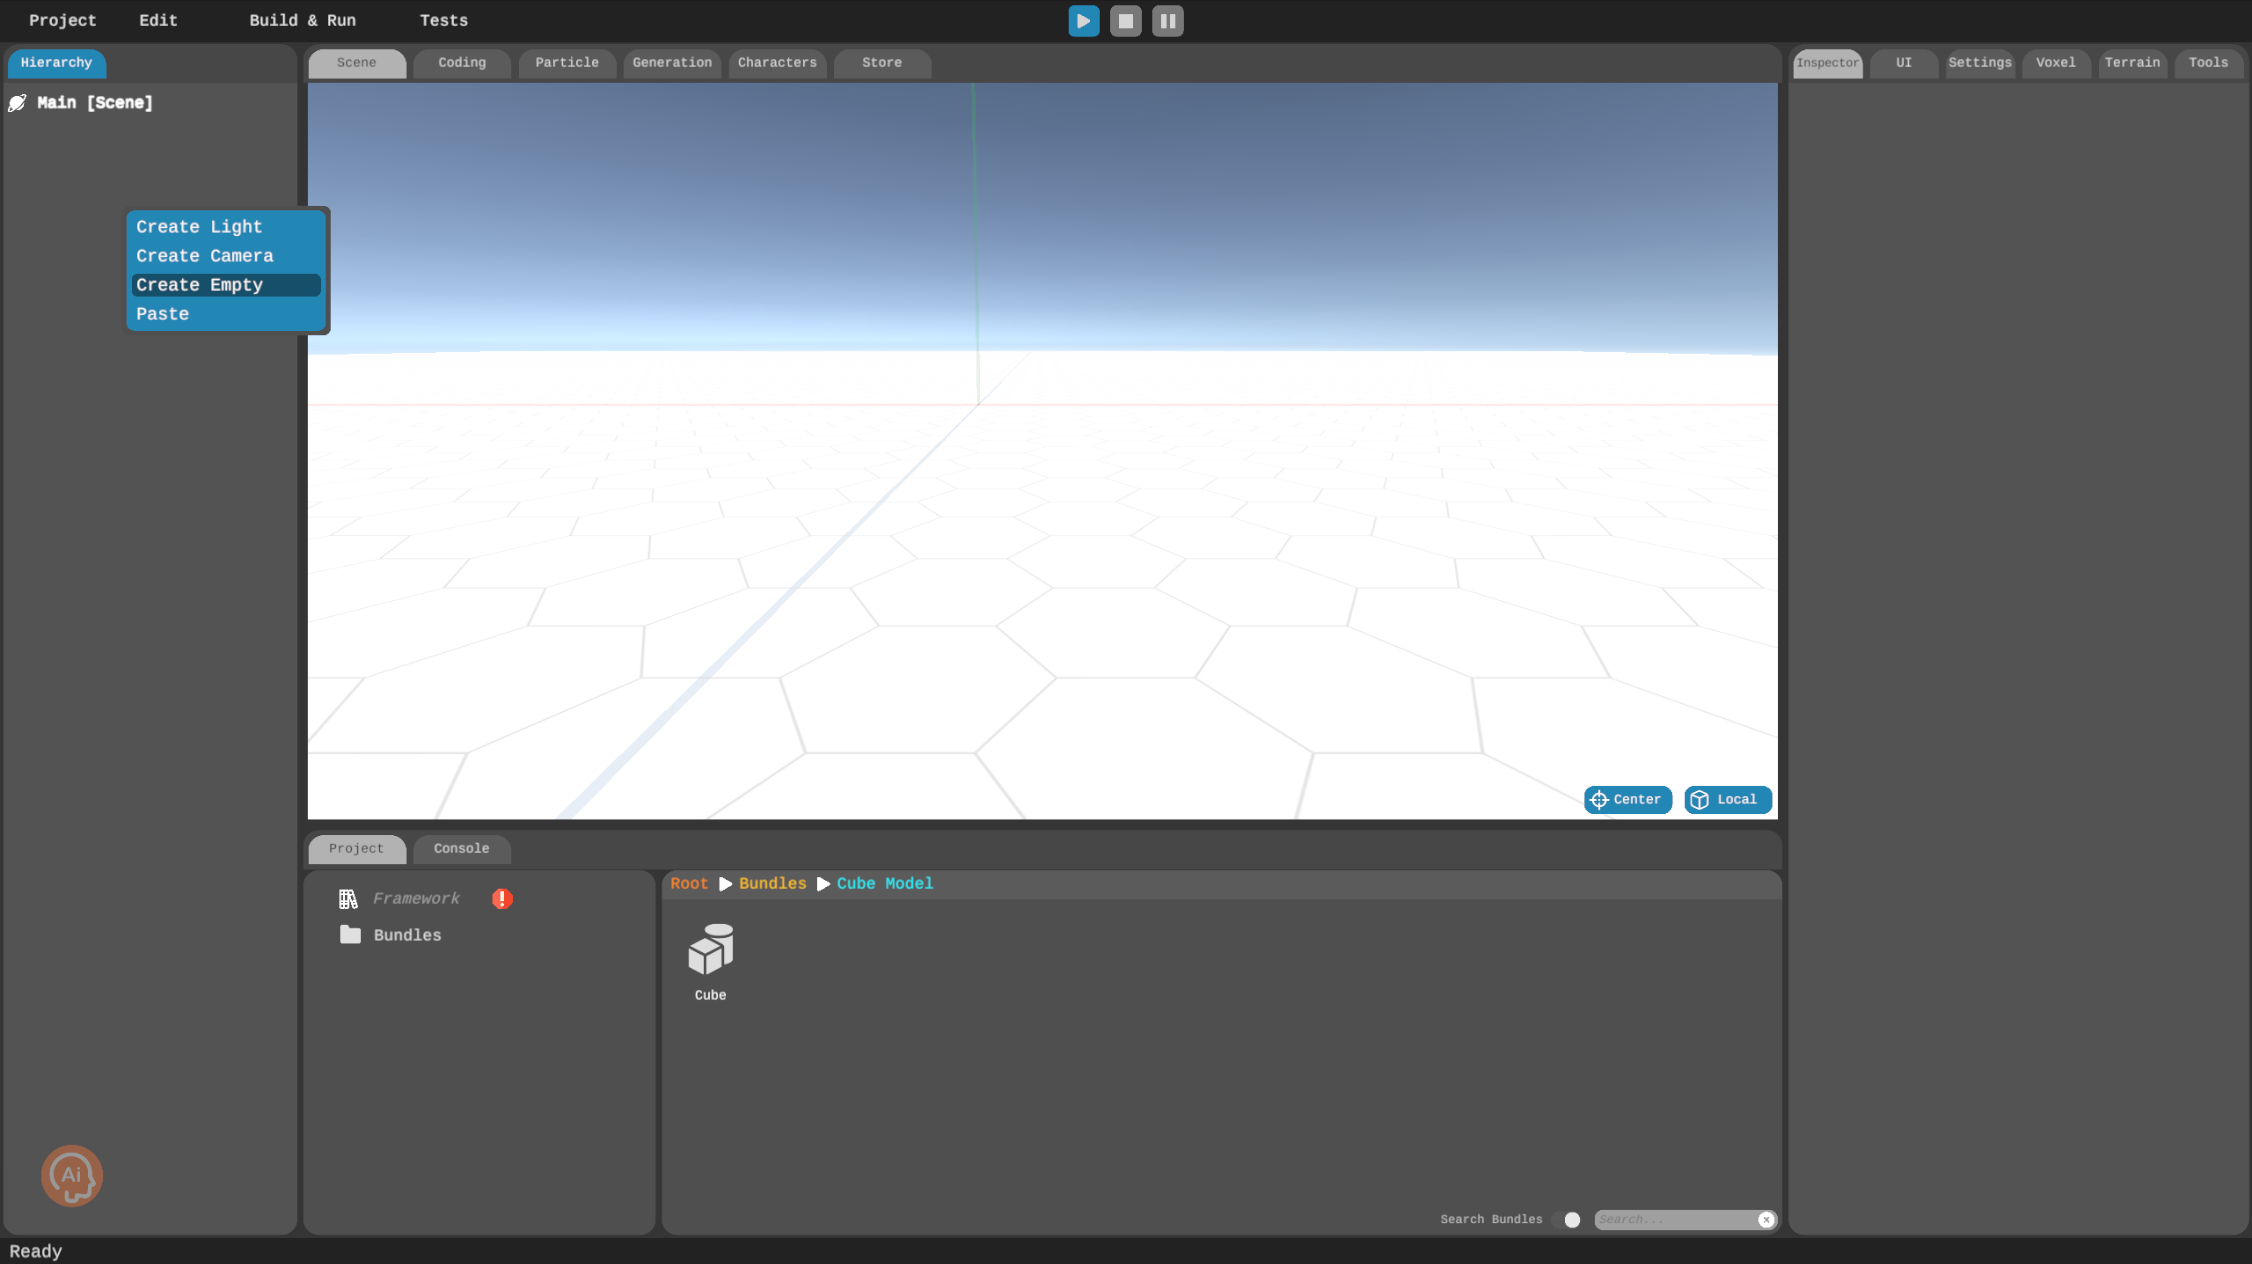 Project Edit Build & Run Tests
Hierarchy Scene Coding Particle Generation Characters Store Inspector UI Settings Voxel Terrain Tools
Main [Scene]
Create Light
Create Camera
Create Empty
Paste
Center Local
Project Console
Root Bundles Cube Model
Framework
Bundles
Cube
Ai
Search Bundles Search...
Ready